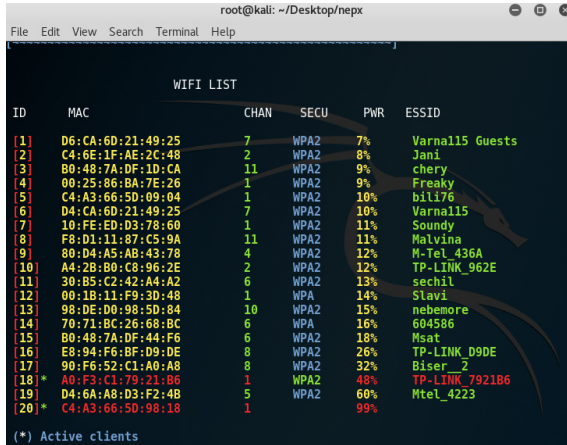 root@kali: ~/Desktop/nepx
File Edit View Search Terminal Help
WIFI LIST
ID MAC CHAN SECU PWR ESSID
[1] D6:CA:6D:21:49:25 7 WPA2 7% Varna115 Guests
[2] C4:6E:1F:AE:2C:48 2 WPA2 8% Jani
[3] B0:48:7A:DF:1D:CA 11 WPA2 9% chery
[4] 00:25:86:BA:7E:26 1 WPA2 9% Freaky
[5] C4:A3:66:5D:09:04 1 WPA2 10% bili76
[6] D4:CA:6D:21:49:25 7 WPA2 10% Varna115
[7] 10:FE:ED:D3:78:60 1 WPA2 11% Soundy
[8] F8:D1:11:87:C5:9A 11 WPA2 11% Malvina
[9] 80:D4:A5:AB:43:78 4 WPA2 12% M-Tel_436A
[10] A4:2B:B0:C8:96:2E 2 WPA2 12% TP-LINK_962E
[11] 30:B5:C2:42:A4:A2 6 WPA2 13% sechil
[12] 00:1B:11:F9:3D:48 1 WPA 14% Slavi
[13] 98:DE:D0:98:5D:84 10 WPA2 15% nebemore
[14] 70:71:BC:26:68:BC 6 WPA 16% 604586
[15] B0:48:7A:DF:44:F6 6 WPA2 18% Msat
[16] E8:94:F6:BF:D9:DE 8 WPA2 26% TP-LINK_D9DE
[17] 90:F6:52:C1:A0:A8 8 WPA2 32% Biser__2
[18]* A0:F3:C1:79:21:B6 1 WPA2 48% TP-LINK_7921B6
[19] D4:6A:A8:D3:F2:4B 5 WPA2 60% Mtel_4223
[20]* C4:A3:66:5D:98:18 1 99%
(*) Active clients